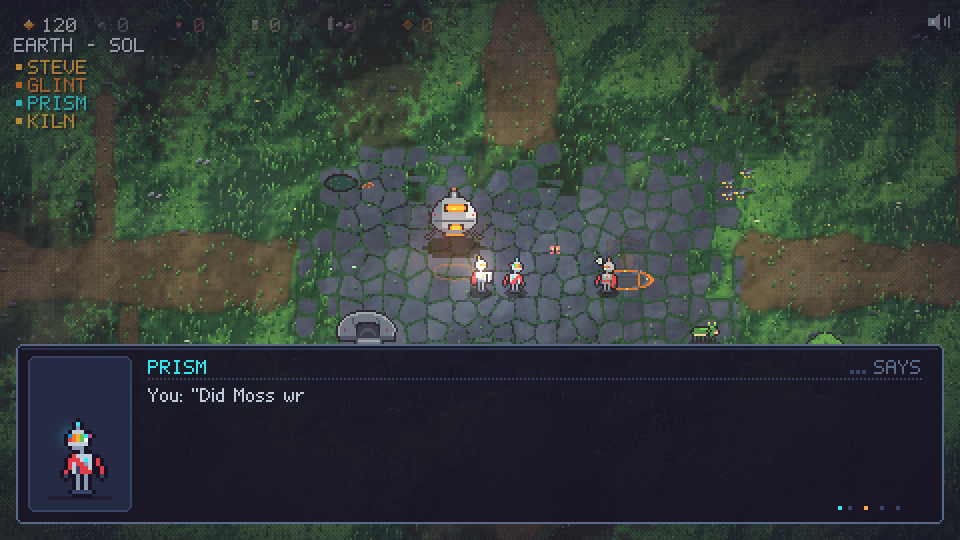 120 0 0 0 0 0
EARTH - SOL
STEVE
GLINT
PRISM
KILN
PRISM
... SAYS
You: "Did Moss wr